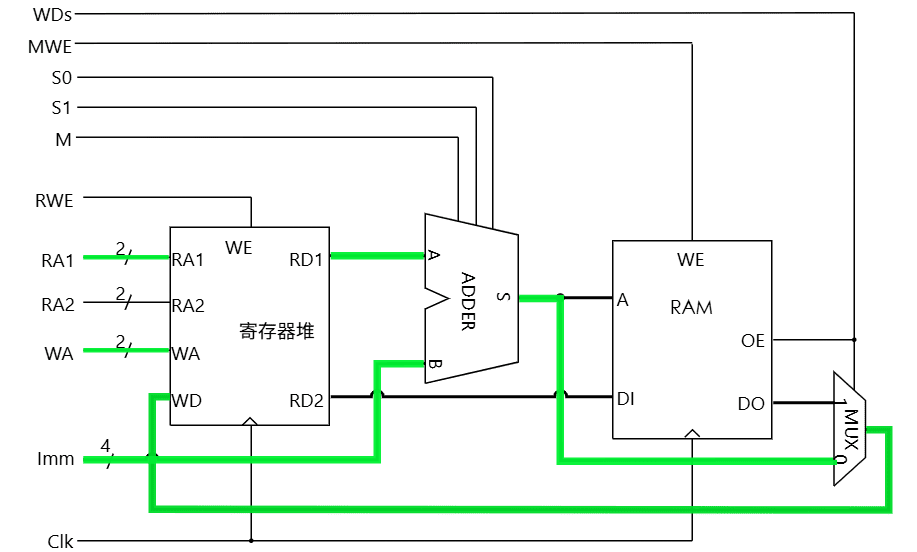 WDs
MWE
S0
S1
M
RWE
WE
RA1
2
RA1
RD1
A
ADDER
S
WE
RAM
A
RA2
2
RA2
寄存器堆
OE
WA
2
WA
B
WD
RD2
DI
DO
1
MUX
0
Imm
4
Clk